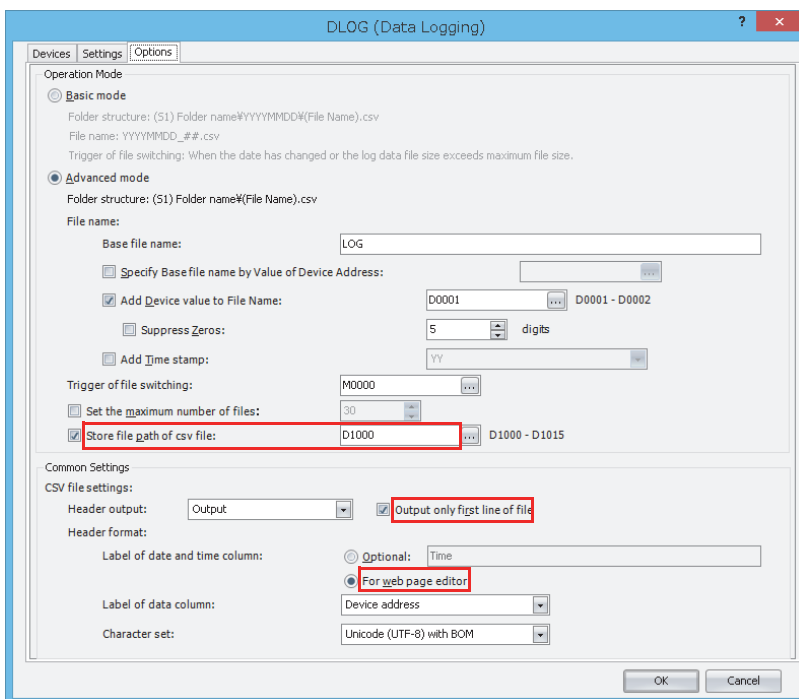 DLOG (Data Logging)
? ×
Devices Settings Options
Operation Mode
Basic mode
Folder structure: (S1) Folder name¥YYYYMMDD¥(File Name).csv
File name: YYYYMMDD_##.csv
Trigger of file switching: When the date has changed or the log data file size exceeds maximum file size.
Advanced mode
Folder structure: (S1) Folder name¥(File Name).csv
File name:
Base file name: LOG
Specify Base file name by Value of Device Address: ...
Add Device value to File Name: D0001 ... D0001 - D0002
Suppress Zeros: 5 digits
Add Time stamp: YY
Trigger of file switching: M0000 ...
Set the maximum number of files: 30
Store file path of csv file: D1000 ... D1000 - D1015
Common Settings
CSV file settings:
Header output: Output Output only first line of file
Header format:
Label of date and time column: Optional: Time
For web page editor
Label of data column: Device address
Character set: Unicode (UTF-8) with BOM
OK Cancel